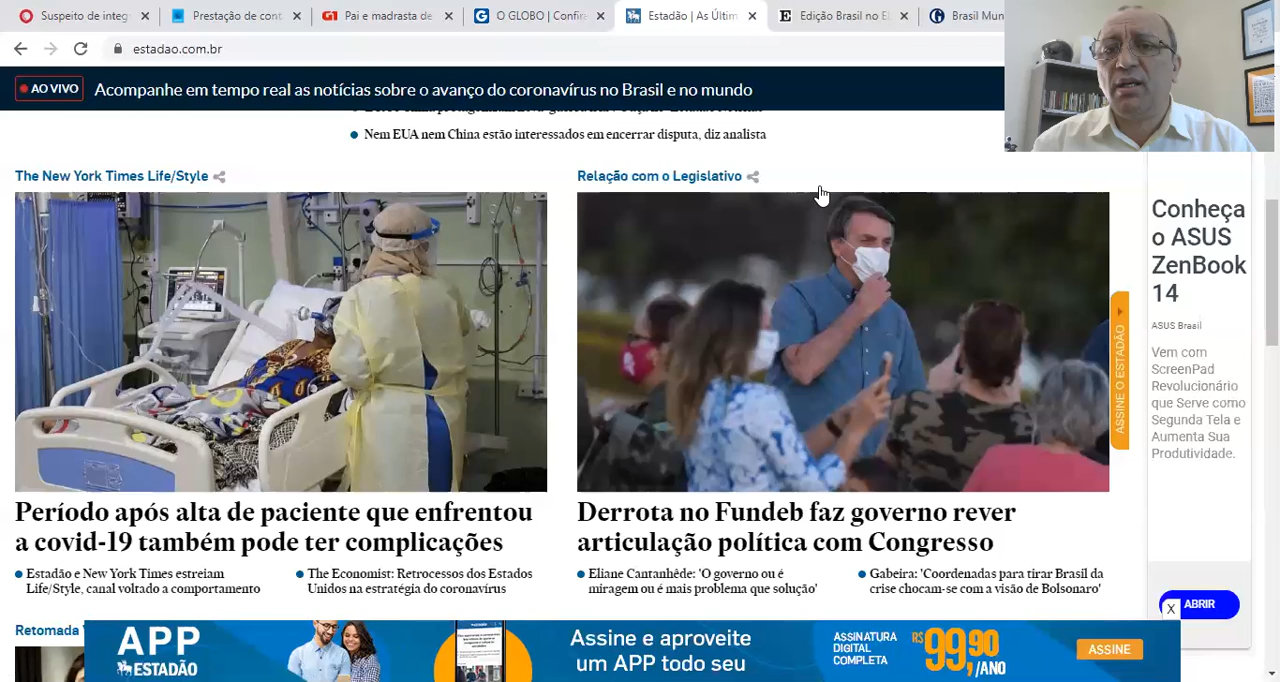 Suspeito de integ
Prestação de cont
G1 Pai e madrasta de
G O GLOBO | Confire
Estadão | As Últim
E Edição Brasil no E
Brasil Mun
estadao.com.br
AO VIVO Acompanhe em tempo real as notícias sobre o avanço do coronavírus no Brasil e no mundo
Nem EUA nem China estão interessados em encerrar disputa, diz analista
The New York Times Life/Style
Relação com o Legislativo
Período após alta de paciente que enfrentou
a covid-19 também pode ter complicações
Estadão e New York Times estreiam
Life/Style, canal voltado a comportamento
The Economist: Retrocessos dos Estados
Unidos na estratégia do coronavírus
Derrota no Fundeb faz governo rever
articulação política com Congresso
Eliane Cantanhêde: 'O governo ou é
miragem ou é mais problema que solução'
Gabeira: 'Coordenadas para tirar Brasil da
crise chocam-se com a visão de Bolsonaro'
ASSINE O ESTADÃO
Conheça
o ASUS
ZenBook
14
ASUS Brasil
Vem com
ScreenPad
Revolucionário
que Serve como
Segunda Tela e
Aumenta Sua
Produtividade.
X ABRIR
Retomada
APP
ESTADÃO
Assine e aproveite
um APP todo seu
ASSINATURA
DIGITAL
COMPLETA
R$ 99,90
/ANO
ASSINE